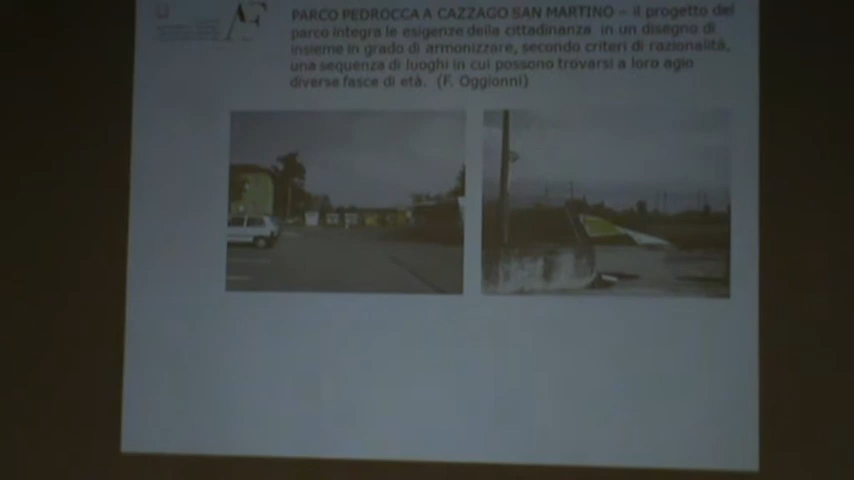 PARCO PEDROCCA A CAZZAGO SAN MARTINO – il progetto del
parco integra le esigenze della cittadinanza in un disegno di
insieme in grado di armonizzare, secondo criteri di razionalità,
una sequenza di luoghi in cui possono trovarsi a loro agio
diverse fasce di età. (F. Oggionni)